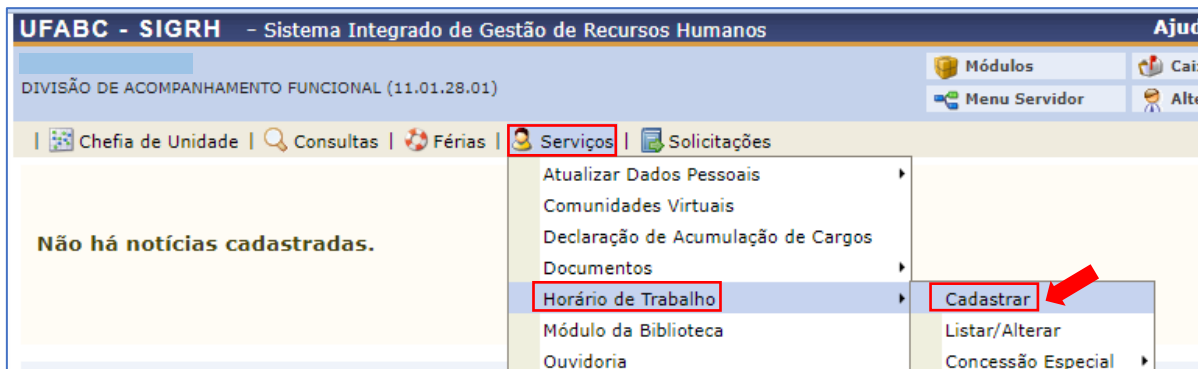 UFABC - SIGRH - Sistema Integrado de Gestão de Recursos Humanos
DIVISÃO DE ACOMPANHAMENTO FUNCIONAL (11.01.28.01)
Módulos
Menu Servidor
| Chefia de Unidade | Consultas | Férias | Serviços | Solicitações
Não há notícias cadastradas.
Atualizar Dados Pessoais
Comunidades Virtuais
Declaração de Acumulação de Cargos
Documentos
Horário de Trabalho
Módulo da Biblioteca
Ouvidoria
Cadastrar
Listar/Alterar
Concessão Especial